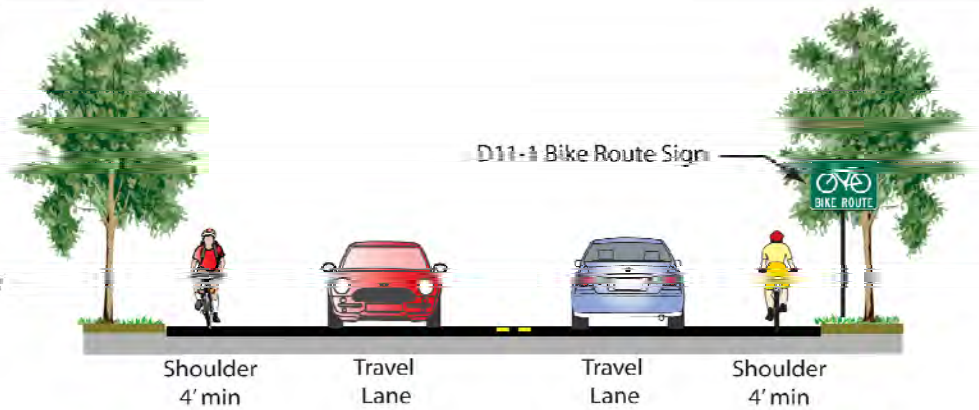 D11-1 Bike Route Sign
BIKE ROUTE
Shoulder
4' min
Travel
Lane
Travel
Lane
Shoulder
4' min